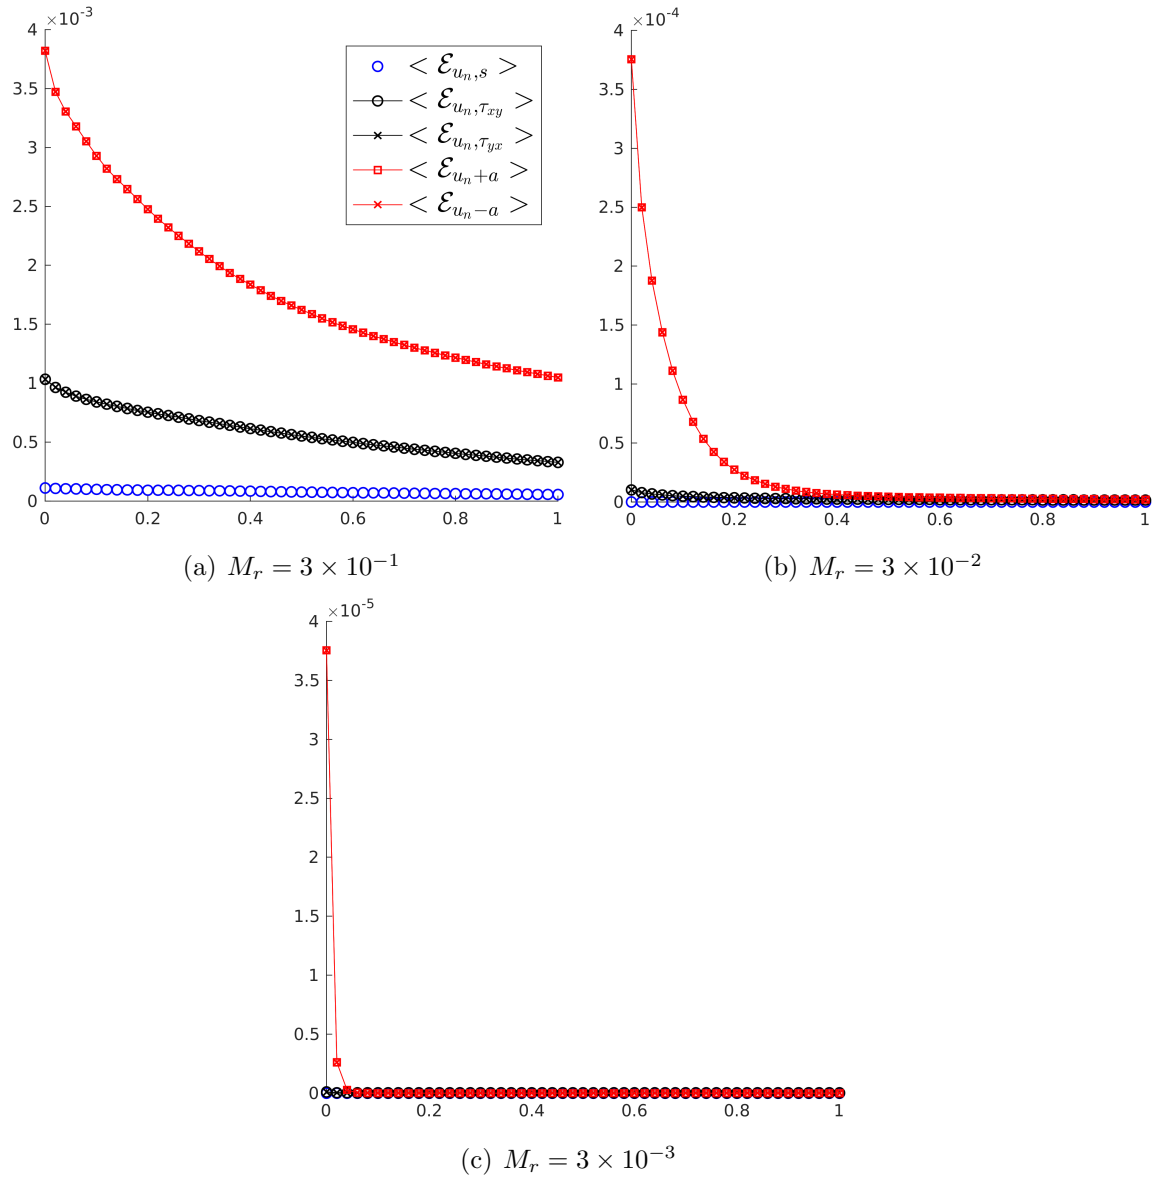 ×10-3
4
3.5
3
2.5
2
1.5
1
0.5
0
0 0.2 0.4 0.6 0.8 1
< ℰ_{u_n,s} >
< ℰ_{u_n,τ_{xy}} >
< ℰ_{u_n,τ_{yx}} >
< ℰ_{u_n+a} >
< ℰ_{u_n−a} >
(a) M_r = 3 × 10^{−1}
×10-4
4
3.5
3
2.5
2
1.5
1
0.5
0
0 0.2 0.4 0.6 0.8 1
(b) M_r = 3 × 10^{−2}
×10-5
4
3.5
3
2.5
2
1.5
1
0.5
0
0 0.2 0.4 0.6 0.8 1
(c) M_r = 3 × 10^{−3}